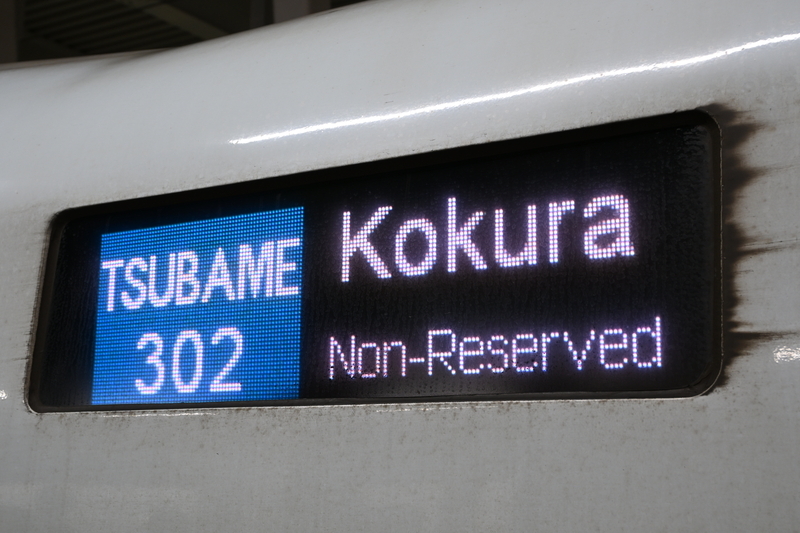 TSUBAME
302
Kokura
Non-Reserved